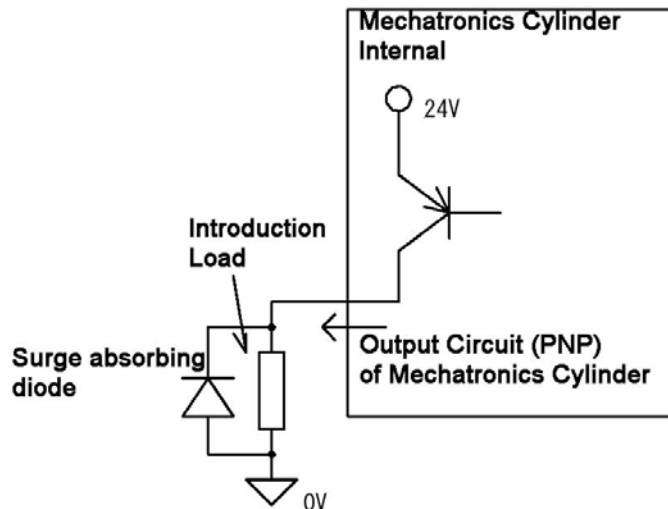 Mechatronics Cylinder
Internal
24V
Introduction
Load
Surge absorbing
diode
Output Circuit (PNP)
of Mechatronics Cylinder
0V